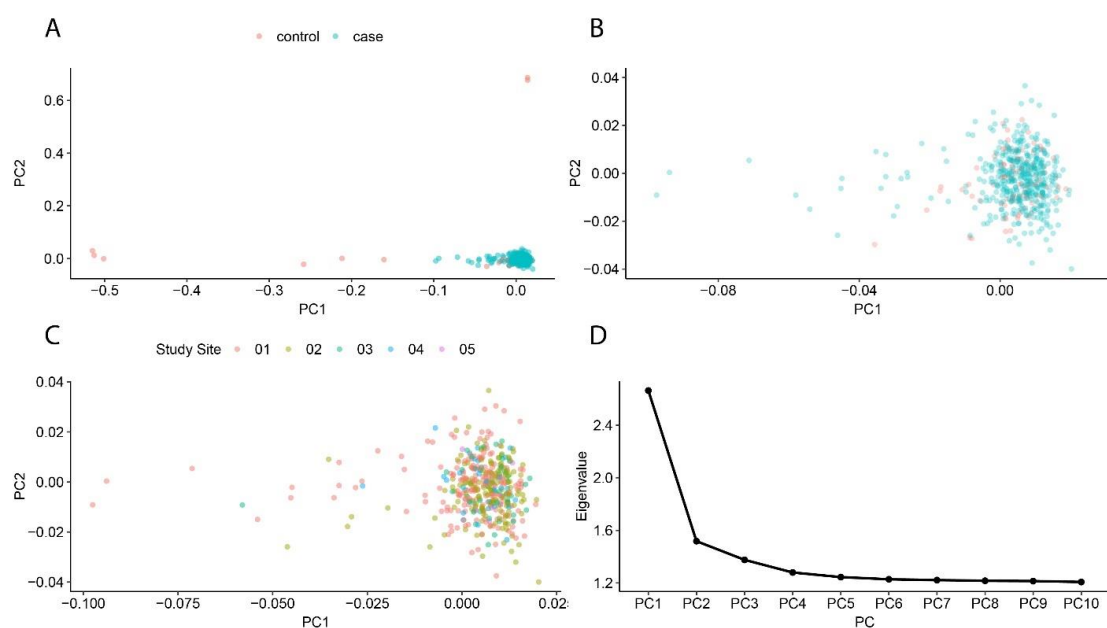 A
control case
0.6
0.4
0.2
0.0
PC2
−0.5 −0.4 −0.3 −0.2 −0.1 0.0
PC1
B
0.04
0.02
0.00
−0.02
−0.04
PC2
−0.08 −0.04 0.00
PC1
C
Study Site 01 02 03 04 05
0.04
0.02
0.00
−0.02
−0.04
PC2
−0.100 −0.075 −0.050 −0.025 0.000
PC1
D
2.4
2.0
1.6
1.2
Eigenvalue
PC1 PC2 PC3 PC4 PC5 PC6 PC7 PC8 PC9 PC10
PC